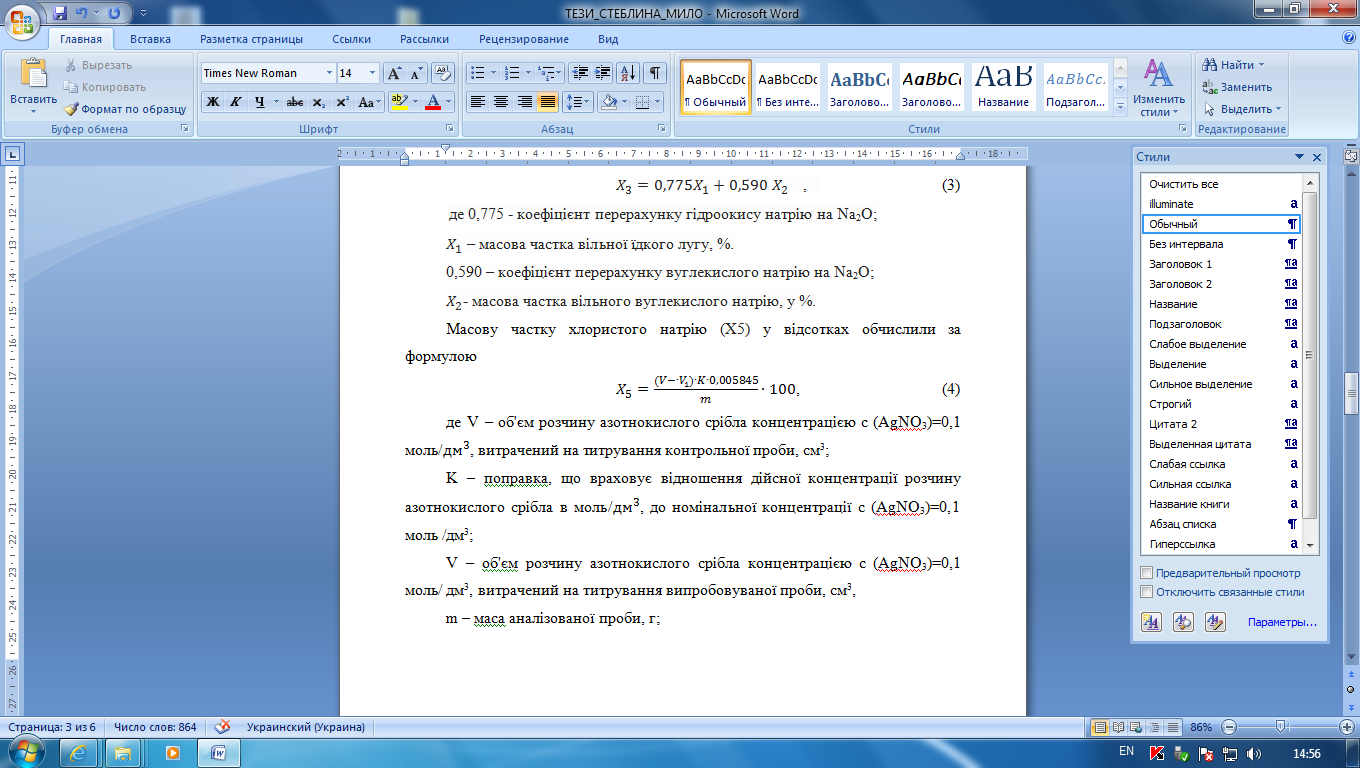 ТЕЗИ_СТЕБЛИНА_МИЛО - Microsoft Word
Главная Вставка Разметка страницы Ссылки Рассылки Рецензирование Вид
Вставить
Вырезать
Копировать
Формат по образцу
Буфер обмена
Times New Roman 14
Ж К Ч abc x₂ x² Aa
Шрифт
Абзац
AaBbCcDc AaBbCcDc AaBbCc AaBbCc AaB AaBbCc.
¶ Обычный ¶ Без инте... Заголово... Заголово... Название Подзагол...
Стили
Изменить стили
Найти
Заменить
Выделить
Редактирование
X₃ = 0,775X₁ + 0,590 X₂ , (3)
де 0,775 - коефіцієнт перерахунку гідроокису натрію на Na₂O;
X₁ – масова частка вільної їдкого лугу, %.
0,590 – коефіцієнт перерахунку вуглекислого натрію на Na₂O;
X₂- масова частка вільного вуглекислого натрію, у %.
Масову частку хлористого натрію (X5) у відсотках обчислили за
формулою
X₅ = (V−·V₁)·K·0,005845/m · 100, (4)
де V – об'єм розчину азотнокислого срібла концентрацією с (AgNO₃)=0,1
моль/дм³, витрачений на титрування контрольної проби, см³;
K – поправка, що враховує відношення дійсної концентрації розчину
азотнокислого срібла в моль/дм³, до номінальної концентрації с (AgNO₃)=0,1
моль /дм³;
V – об'єм розчину азотнокислого срібла концентрацією с (AgNO₃)=0,1
моль/ дм³, витрачений на титрування випробовуваної проби, см³,
m – маса аналізованої проби, г;
Стили
Очистить все
illuminate a
Обычный ¶
Без интервала ¶
Заголовок 1 ¶a
Заголовок 2 ¶a
Название ¶a
Подзаголовок ¶a
Слабое выделение a
Выделение a
Сильное выделение a
Строгий a
Цитата 2 ¶a
Выделенная цитата ¶a
Слабая ссылка a
Сильная ссылка a
Название книги a
Абзац списка ¶
Гиперссылка a
Предварительный просмотр
Отключить связанные стили
Параметры...
Страница: 3 из 6 Число слов: 864 Украинский (Украина) 86%
EN 14:56